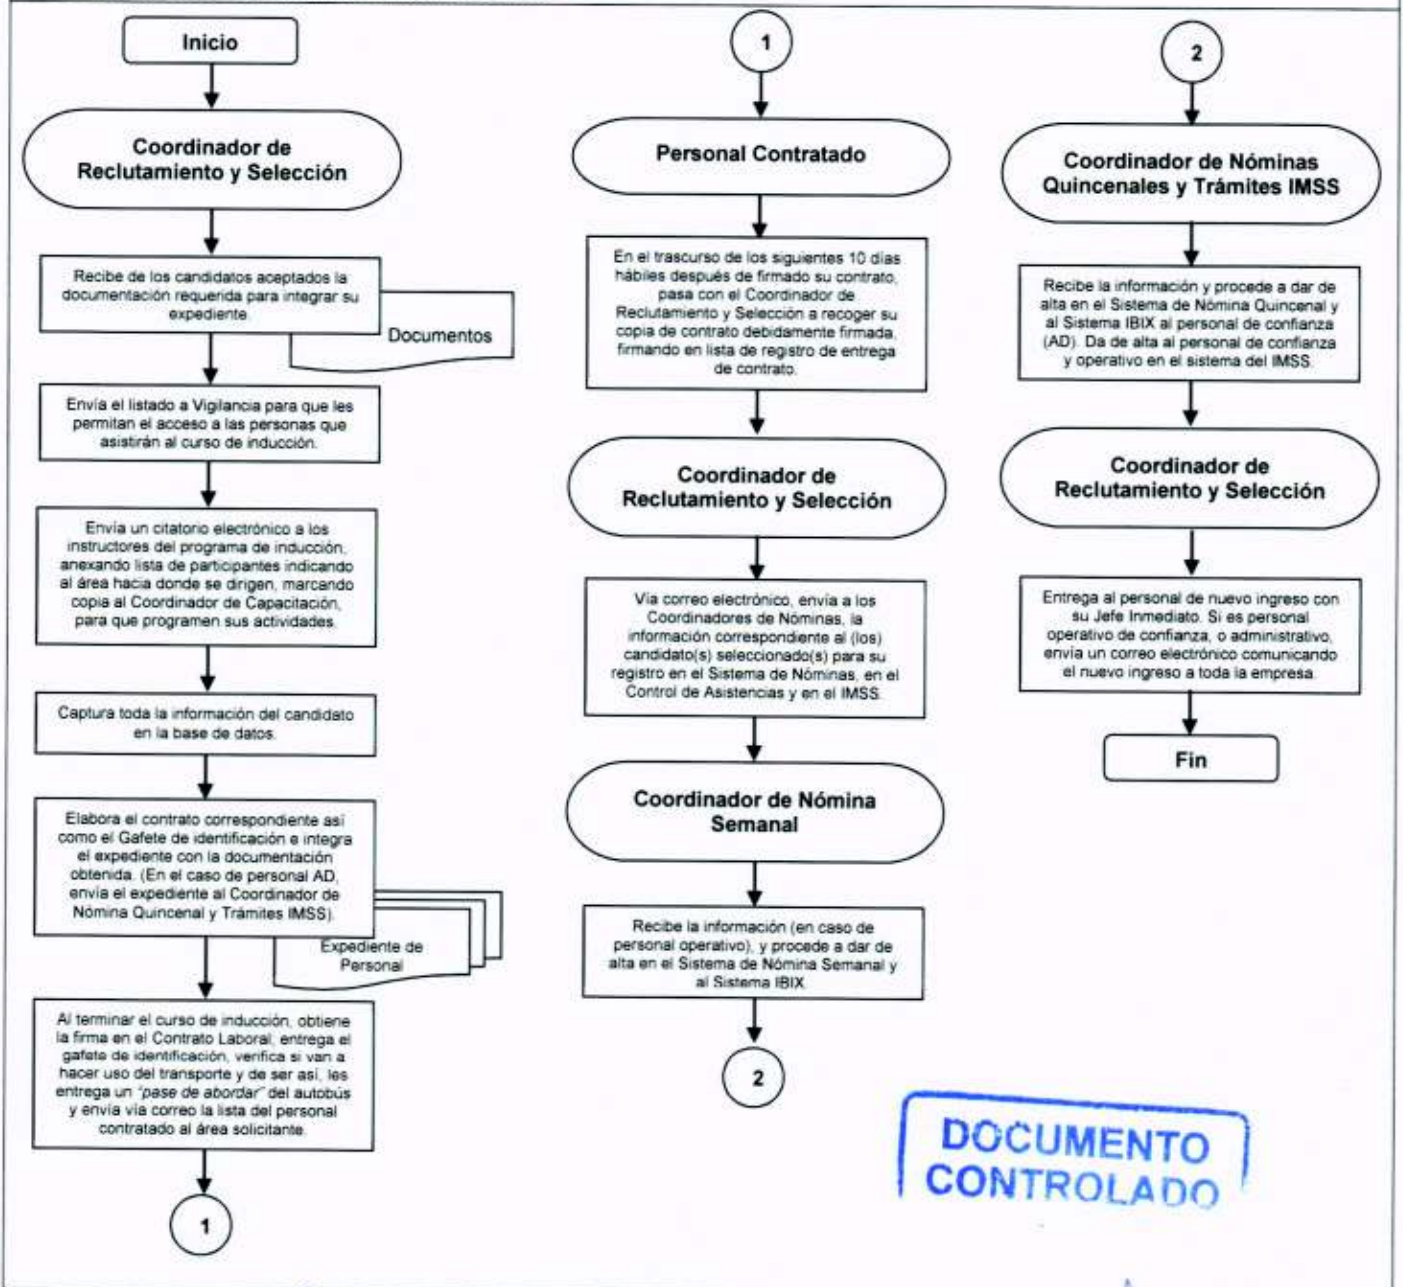 Inicio
Coordinador de
Reclutamiento y Selección
Recibe de los candidatos aceptados la
documentación requerida para integrar su
expediente.
Documentos
Envía el listado a Vigilancia para que les
permitan el acceso a las personas que
asistirán al curso de inducción.
Envía un citatorio electrónico a los
instructores del programa de inducción,
anexando lista de participantes indicando
al área hacia donde se dirigen, marcando
copia al Coordinador de Capacitación,
para que programen sus actividades.
Captura toda la información del candidato
en la base de datos.
Elabora el contrato correspondiente así
como el Gafete de identificación e integra
el expediente con la documentación
obtenida. (En el caso de personal AD,
envía el expediente al Coordinador de
Nómina Quincenal y Trámites IMSS).
Expediente de
Personal
Al terminar el curso de inducción, obtiene
la firma en el Contrato Laboral, entrega el
gafete de identificación, verifica si van a
hacer uso del transporte y de ser así, les
entrega un "pase de abordar" del autobús
y envía vía correo la lista del personal
contratado al área solicitante.
1
1
Personal Contratado
En el trascurso de los siguientes 10 días
hábiles después de firmado su contrato,
pasa con el Coordinador de
Reclutamiento y Selección a recoger su
copia de contrato debidamente firmada,
firmando en lista de registro de entrega
de contrato.
Coordinador de
Reclutamiento y Selección
Vía correo electrónico, envía a los
Coordinadores de Nóminas, la
información correspondiente al (los)
candidato(s) seleccionado(s) para su
registro en el Sistema de Nóminas, en el
Control de Asistencias y en el IMSS.
Coordinador de Nómina
Semanal
Recibe la información (en caso de
personal operativo), y procede a dar de
alta en el Sistema de Nómina Semanal y
al Sistema IBIX
2
2
Coordinador de Nóminas
Quincenales y Trámites IMSS
Recibe la información y procede a dar de
alta en el Sistema de Nómina Quincenal y
al Sistema IBIX al personal de confianza
(AD). Da de alta al personal de confianza
y operativo en el sistema del IMSS.
Coordinador de
Reclutamiento y Selección
Entrega al personal de nuevo ingreso con
su Jefe Inmediato. Si es personal
operativo de confianza, o administrativo,
envía un correo electrónico comunicando
el nuevo ingreso a toda la empresa.
Fin
DOCUMENTO
CONTROLADO